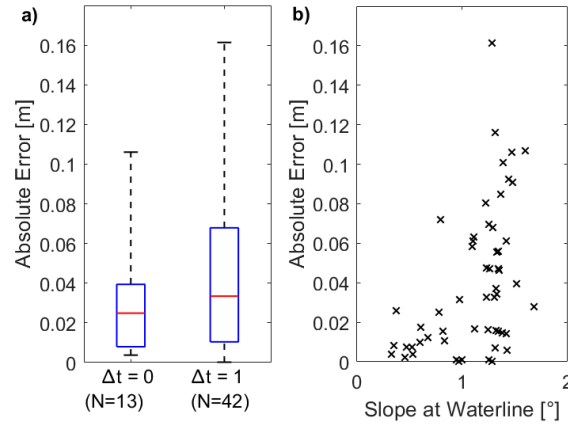 a)
Absolute Error [m]
0.16
0.14
0.12
0.1
0.08
0.06
0.04
0.02
0
Δt = 0
(N=13)
Δt = 1
(N=42)
b)
Absolute Error [m]
0.16
0.14
0.12
0.1
0.08
0.06
0.04
0.02
0
0
1
2
Slope at Waterline [°]